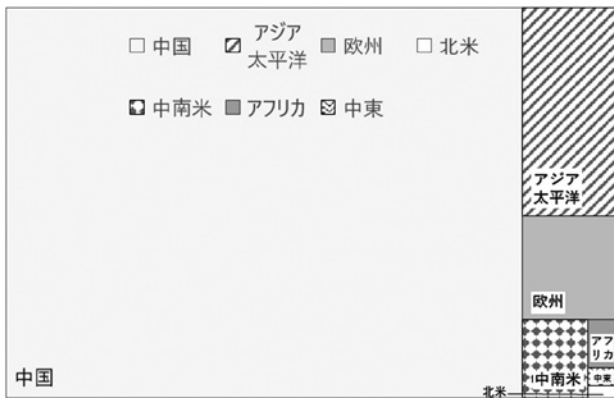 中国 アジア太平洋 欧州 北米
中南米 アフリカ 中東
アジア
太平洋
欧州
アフ
リカ
中国
中南米
中東
北米